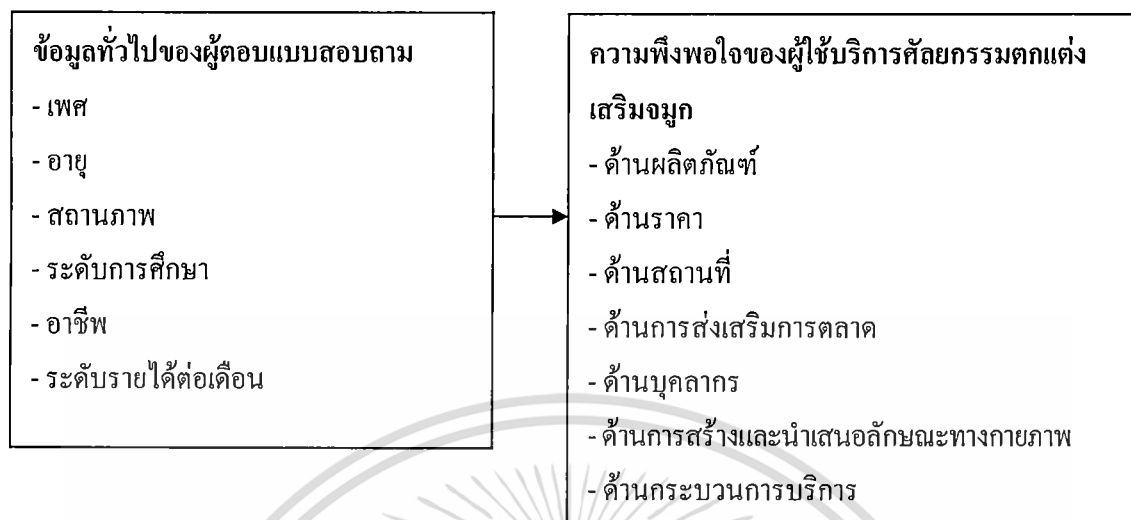 ข้อมูลทั่วไปของผู้ตอบแบบสอบถาม
- เพศ
- อายุ
- สถานภาพ
- ระดับการศึกษา
- อาชีพ
- ระดับรายได้ต่อเดือน
ความพึงพอใจของผู้ใช้บริการศัลยกรรมตกแต่ง
เสริมจมูก
- ด้านผลิตภัณฑ์
- ด้านราคา
- ด้านสถานที่
- ด้านการส่งเสริมการตลาด
- ด้านบุคลากร
- ด้านการสร้างและนำเสนอลักษณะทางกายภาพ
- ด้านกระบวนการบริการ